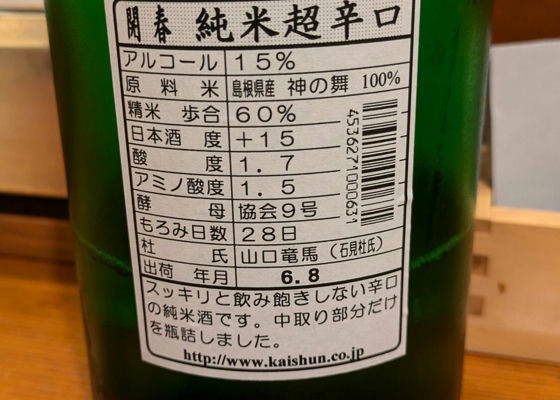 開春 純米超辛口
アルコール 15%
原料米 島根県産 神の舞 100%
精米歩合 60%
日本酒度 +15
酸度 1.7
アミノ酸度 1.5
酵母 協会9号
もろみ日数 28日
杜氏 山口竜馬（石見杜氏）
出荷年月 6.8
スッキリと飲み飽きしない辛口
の純米酒です。中取り部分だけ
を瓶詰しました。
http://www.kaishun.co.jp
4536271000631